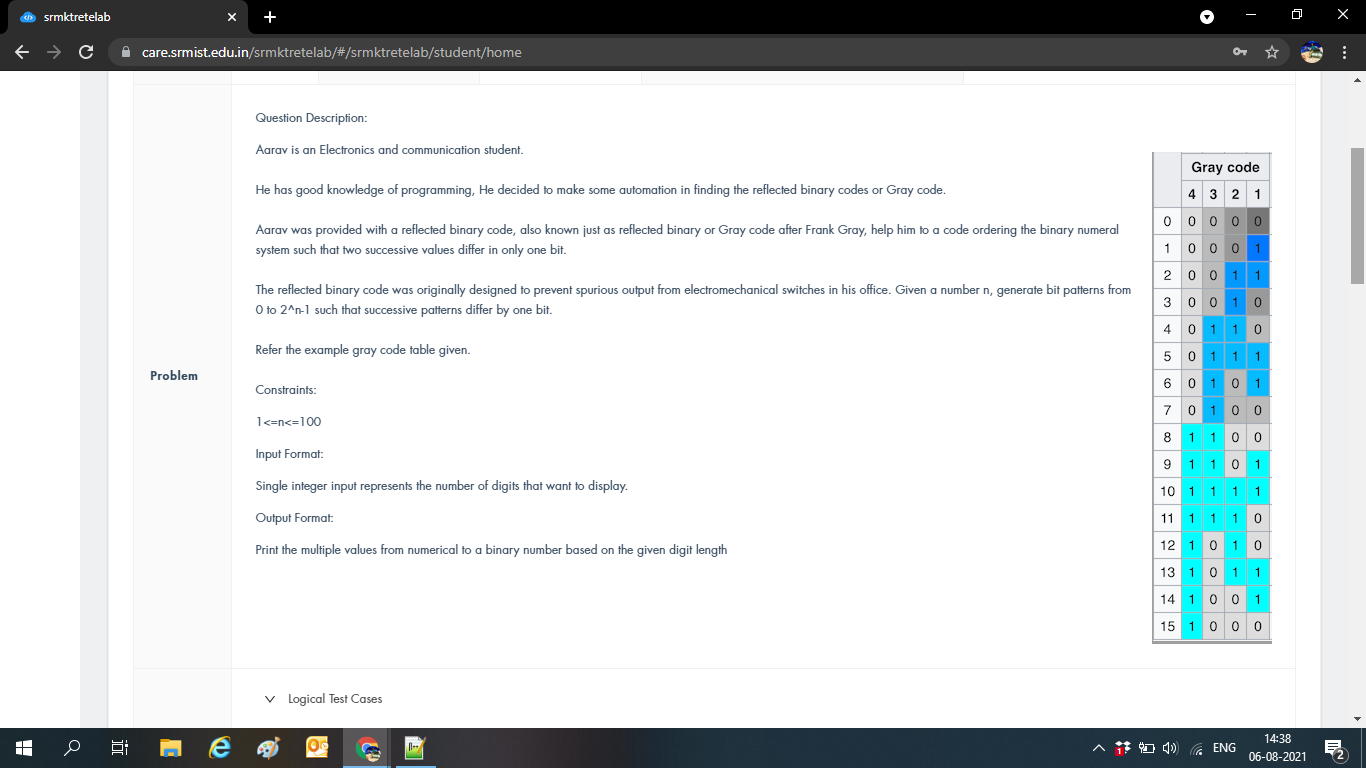 srmktretelab
care.srmist.edu.in/srmktretelab/#/srmktretelab/student/home
Problem
Question Description:
Aarav is an Electronics and communication student.
He has good knowledge of programming, He decided to make some automation in finding the reflected binary codes or Gray code.
Aarav was provided with a reflected binary code, also known just as reflected binary or Gray code after Frank Gray, help him to a code ordering the binary numeral
system such that two successive values differ in only one bit.
The reflected binary code was originally designed to prevent spurious output from electromechanical switches in his office. Given a number n, generate bit patterns from
0 to 2^n-1 such that successive patterns differ by one bit.
Refer the example gray code table given.
Constraints:
1<=n<=100
Input Format:
Single integer input represents the number of digits that want to display.
Output Format:
Print the multiple values from numerical to a binary number based on the given digit length
Gray code
4 3 2 1
0 0 0 0 0
1 0 0 0 1
2 0 0 1 1
3 0 0 1 0
4 0 1 1 0
5 0 1 1 1
6 0 1 0 1
7 0 1 0 0
8 1 1 0 0
9 1 1 0 1
10 1 1 1 1
11 1 1 1 0
12 1 0 1 0
13 1 0 1 1
14 1 0 0 1
15 1 0 0 0
Logical Test Cases
ENG
14:38
06-08-2021
2